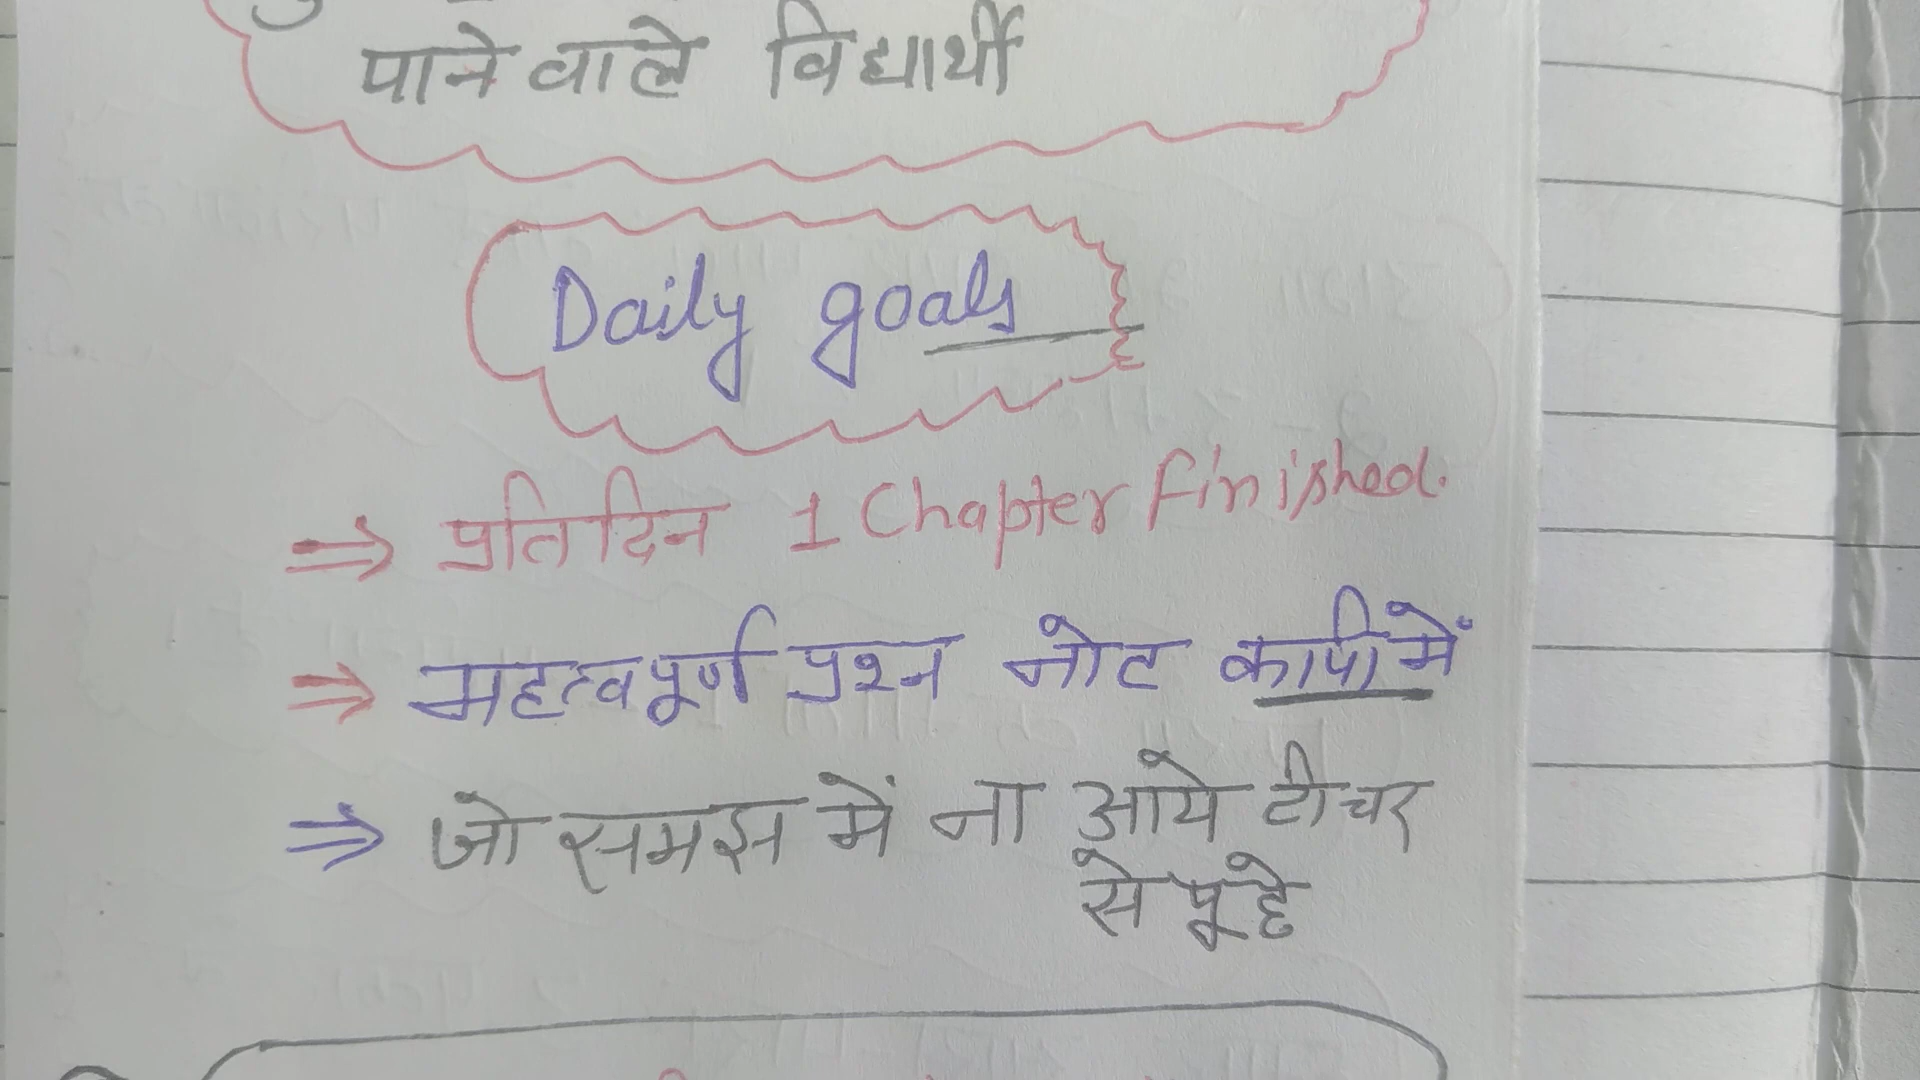 पाने वाले विद्यार्थी
Daily goals
⇒ प्रतिदिन 1 Chapter finished.
⇒ महत्वपूर्ण प्रश्न नोट कापी में
⇒ जो समझ में ना आये टीचर
से पूछे